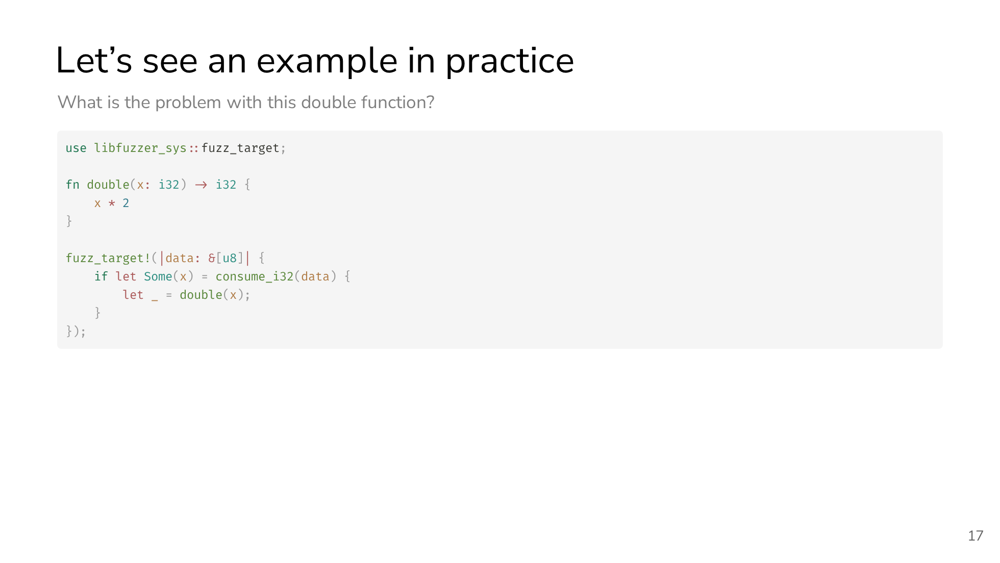 Let’s see an example in practice
What is the problem with this double function?
use libfuzzer_sys::fuzz_target;
fn double(x: i32) -> i32 {
    x * 2
}
fuzz_target!(|data: &[u8]| {
    if let Some(x) = consume_i32(data) {
        let _ = double(x);
    }
});
17